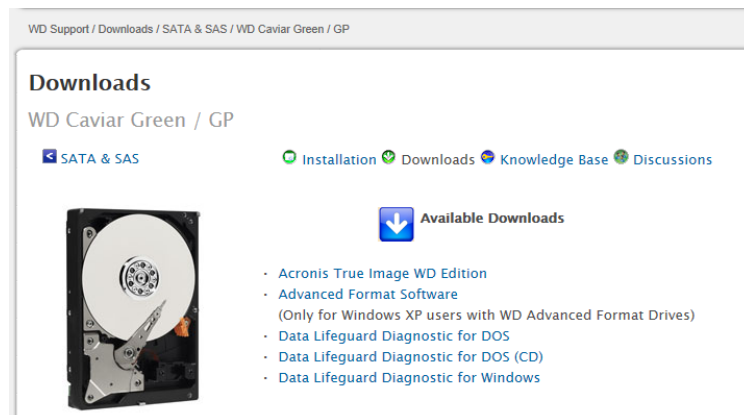 WD Support / Downloads / SATA & SAS / WD Caviar Green / GP
Downloads
WD Caviar Green / GP
SATA & SAS
Installation Downloads Knowledge Base Discussions
Available Downloads
· Acronis True Image WD Edition
· Advanced Format Software
(Only for Windows XP users with WD Advanced Format Drives)
· Data Lifeguard Diagnostic for DOS
· Data Lifeguard Diagnostic for DOS (CD)
· Data Lifeguard Diagnostic for Windows